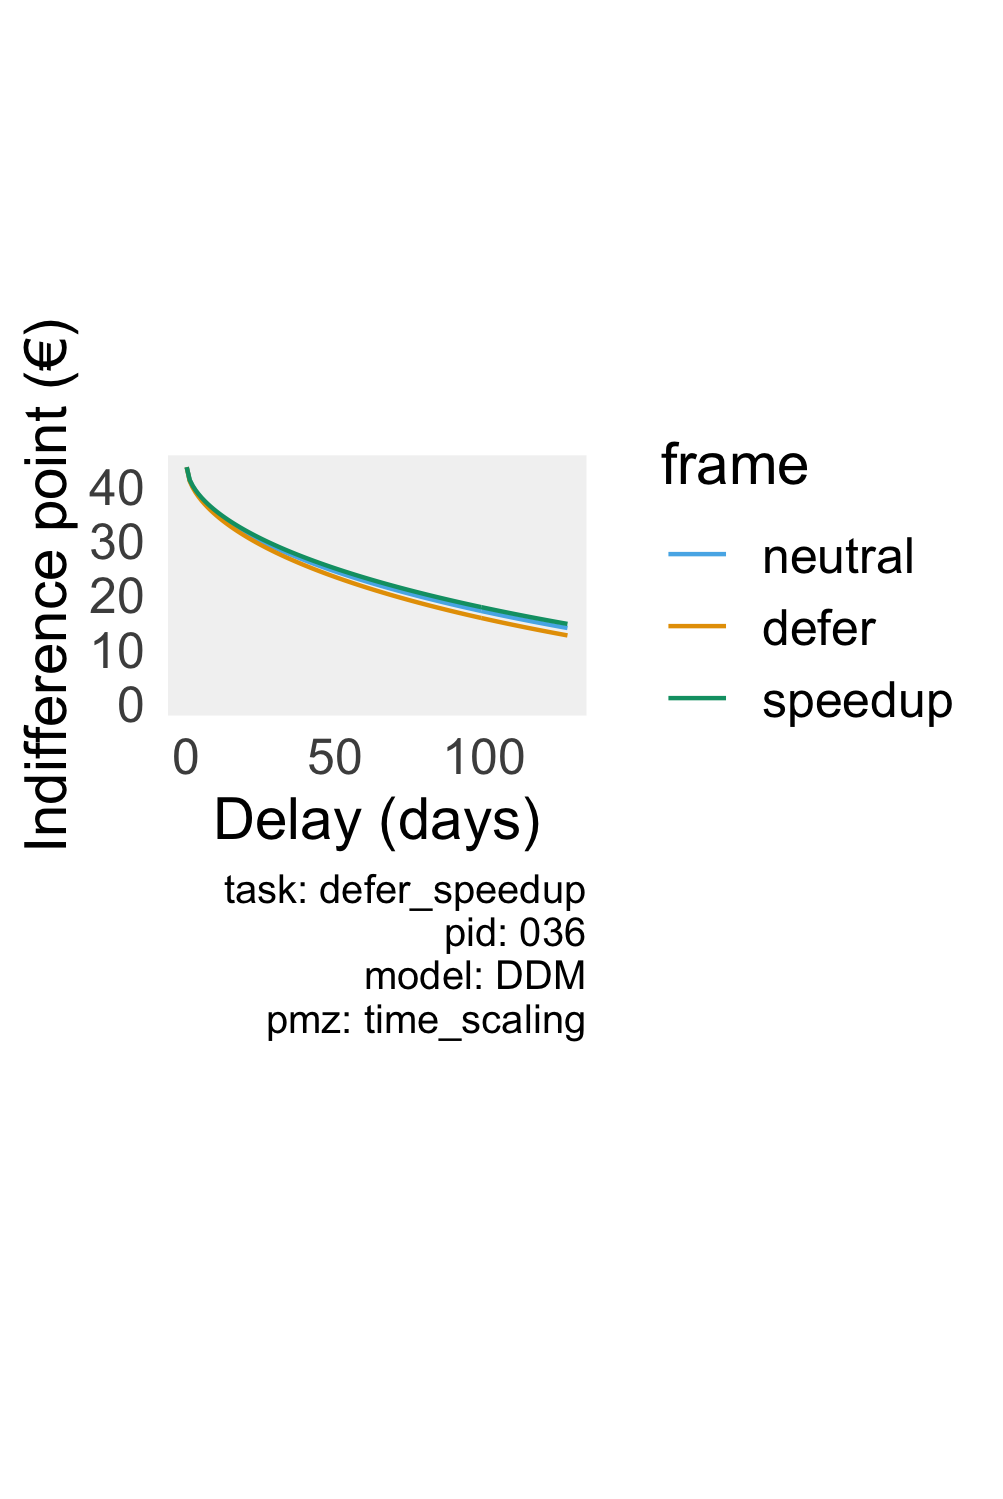 Indifference point (€)
40
30
20
10
0
0 50 100
Delay (days)
frame
neutral
defer
speedup
task: defer_speedup
pid: 036
model: DDM
pmz: time_scaling